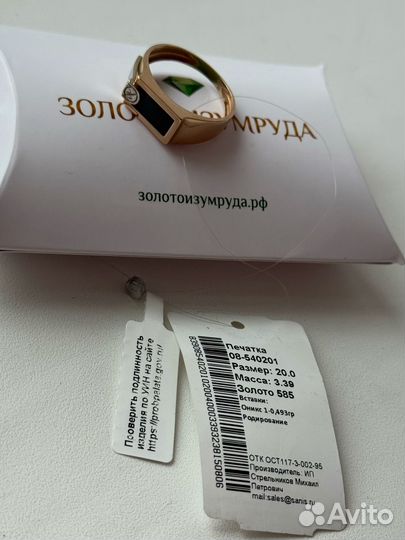 ЗОЛОТОИЗУМРУДА
золотоизумруда.рф
Проверить подлинность
изделия по УИН на сайте
https://probpalata.gov.ru/
Печатка
08-540201
Размер: 20.0
Масса: 3.39
Золото 585
Вставки:
Оникс 1-0,493гр
Родирование
ОТК ОСТ117-3-002-95
Производитель: ИП
Стрельников Михаил
Петрович
mail:sales@sanis.ru
Avito